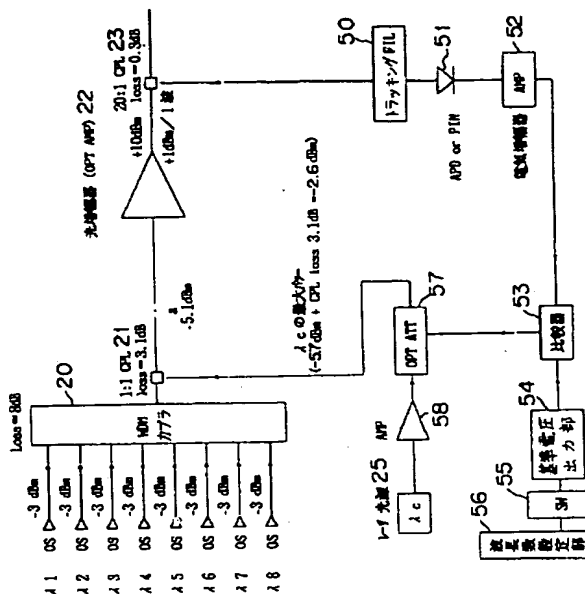 Loss=8dB
20
WDM
カプラ
λ1 OS -3 dBm
λ2 OS -3 dBm
λ3 OS -3 dBm
λ4 OS -3 dBm
λ5 OS -3 dBm
λ6 OS -3 dBm
λ7 OS -3 dBm
λ8 OS -3 dBm
1:1 CPL 21
loss=3.1dB
-5.1dBm
光増幅器 (OPT AMP) 22
20:1 CPL 23
loss=0.3dB
+10dBm
+1dBm/1波
λcの最大パワー
(-5.7dBm + CPL loss 3.1dB =-2.6dBm)
50
トラッキングFIL
51
APD or PIN
52
AMP
電気増幅器
57
OPT ATT
53
比較器
58
AMP
レーザ光源 25
λc
54
基準電圧
出力部
55
SW
56
波長数設定部